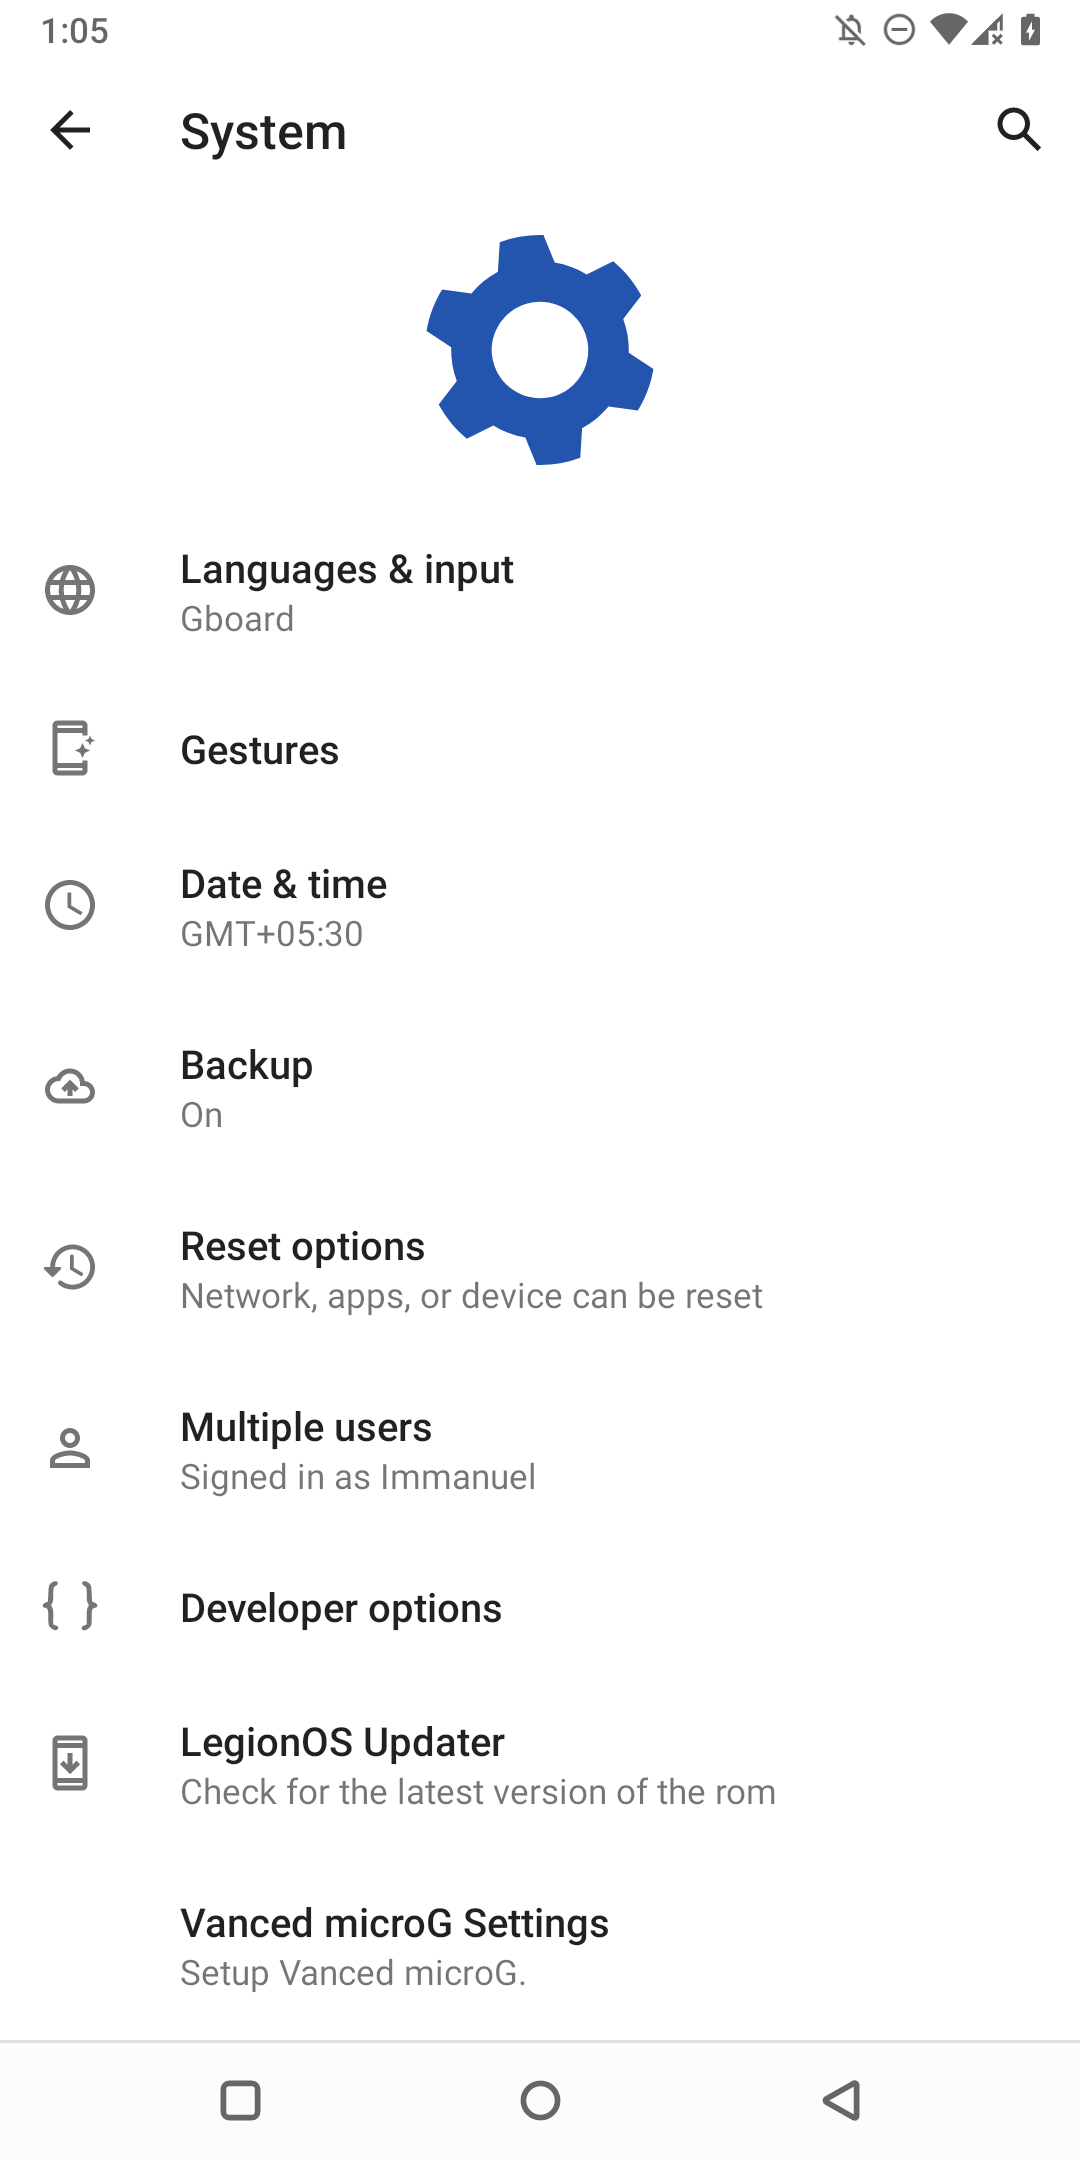 1:05
System
Languages & input
Gboard
Gestures
Date & time
GMT+05:30
Backup
On
Reset options
Network, apps, or device can be reset
Multiple users
Signed in as Immanuel
{ } Developer options
LegionOS Updater
Check for the latest version of the rom
Vanced microG Settings
Setup Vanced microG.